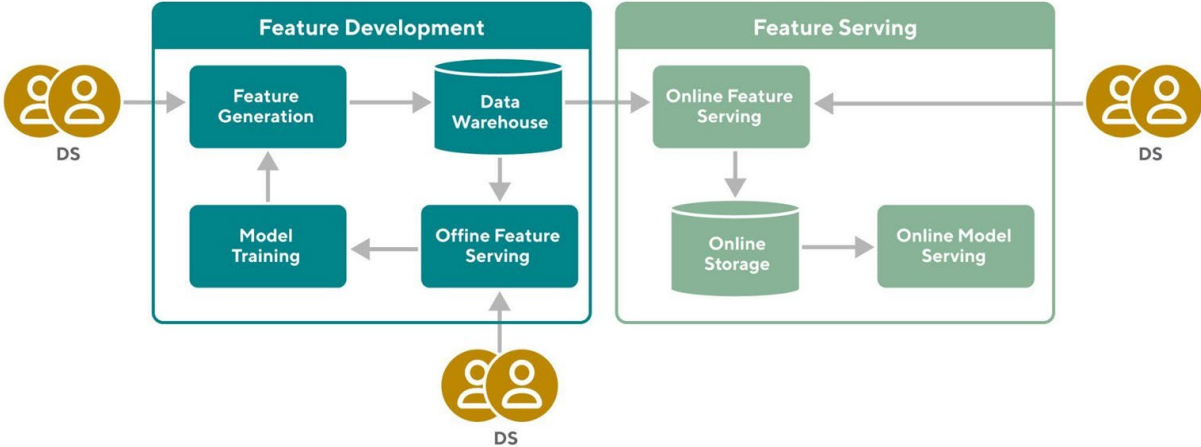 Feature Development
Feature Serving
DS
Feature
Generation
Data
Warehouse
Online Feature
Serving
DS
Model
Training
Offine Feature
Serving
Online
Storage
Online Model
Serving
DS